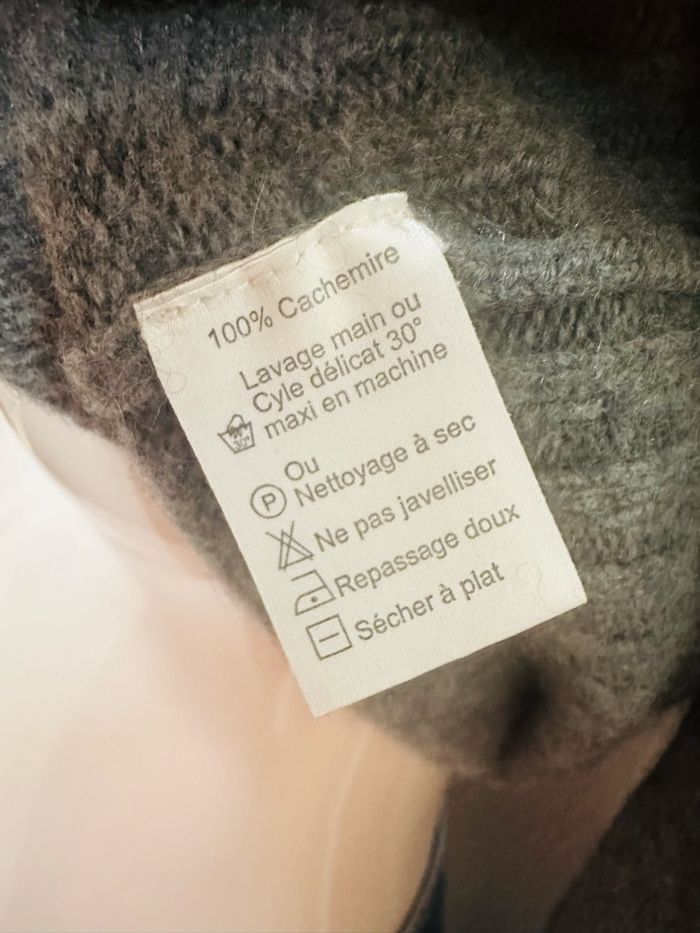 100% Cachemire
Lavage main ou
Cyle délicat 30°
maxi en machine
30°
Ou
P Nettoyage à sec
Ne pas javelliser
Repassage doux
Sécher à plat